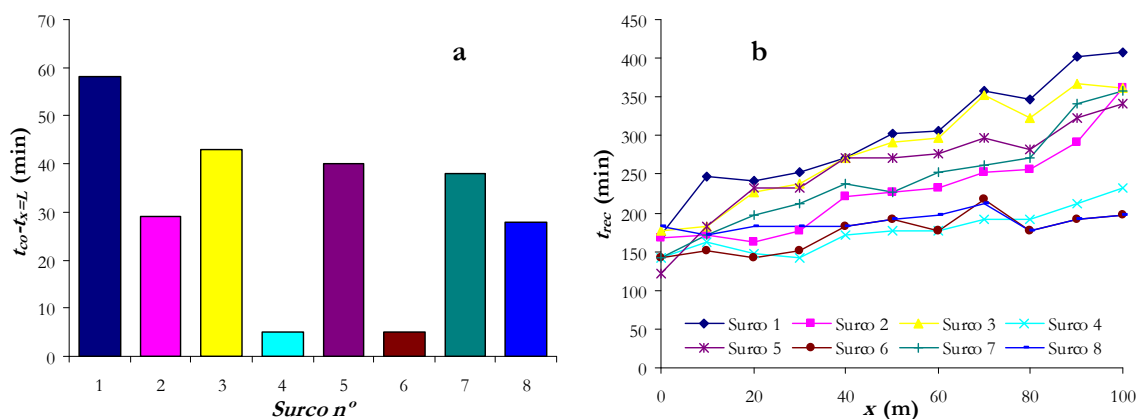 a
70
60
50
40
30
20
10
0
t_co-t_x=L (min)
1 2 3 4 5 6 7 8
Surco nº
b
450
400
350
300
250
200
150
100
50
0
t_rec (min)
Surco 1 Surco 2 Surco 3 Surco 4
Surco 5 Surco 6 Surco 7 Surco 8
0 20 40 60 80 100
x (m)